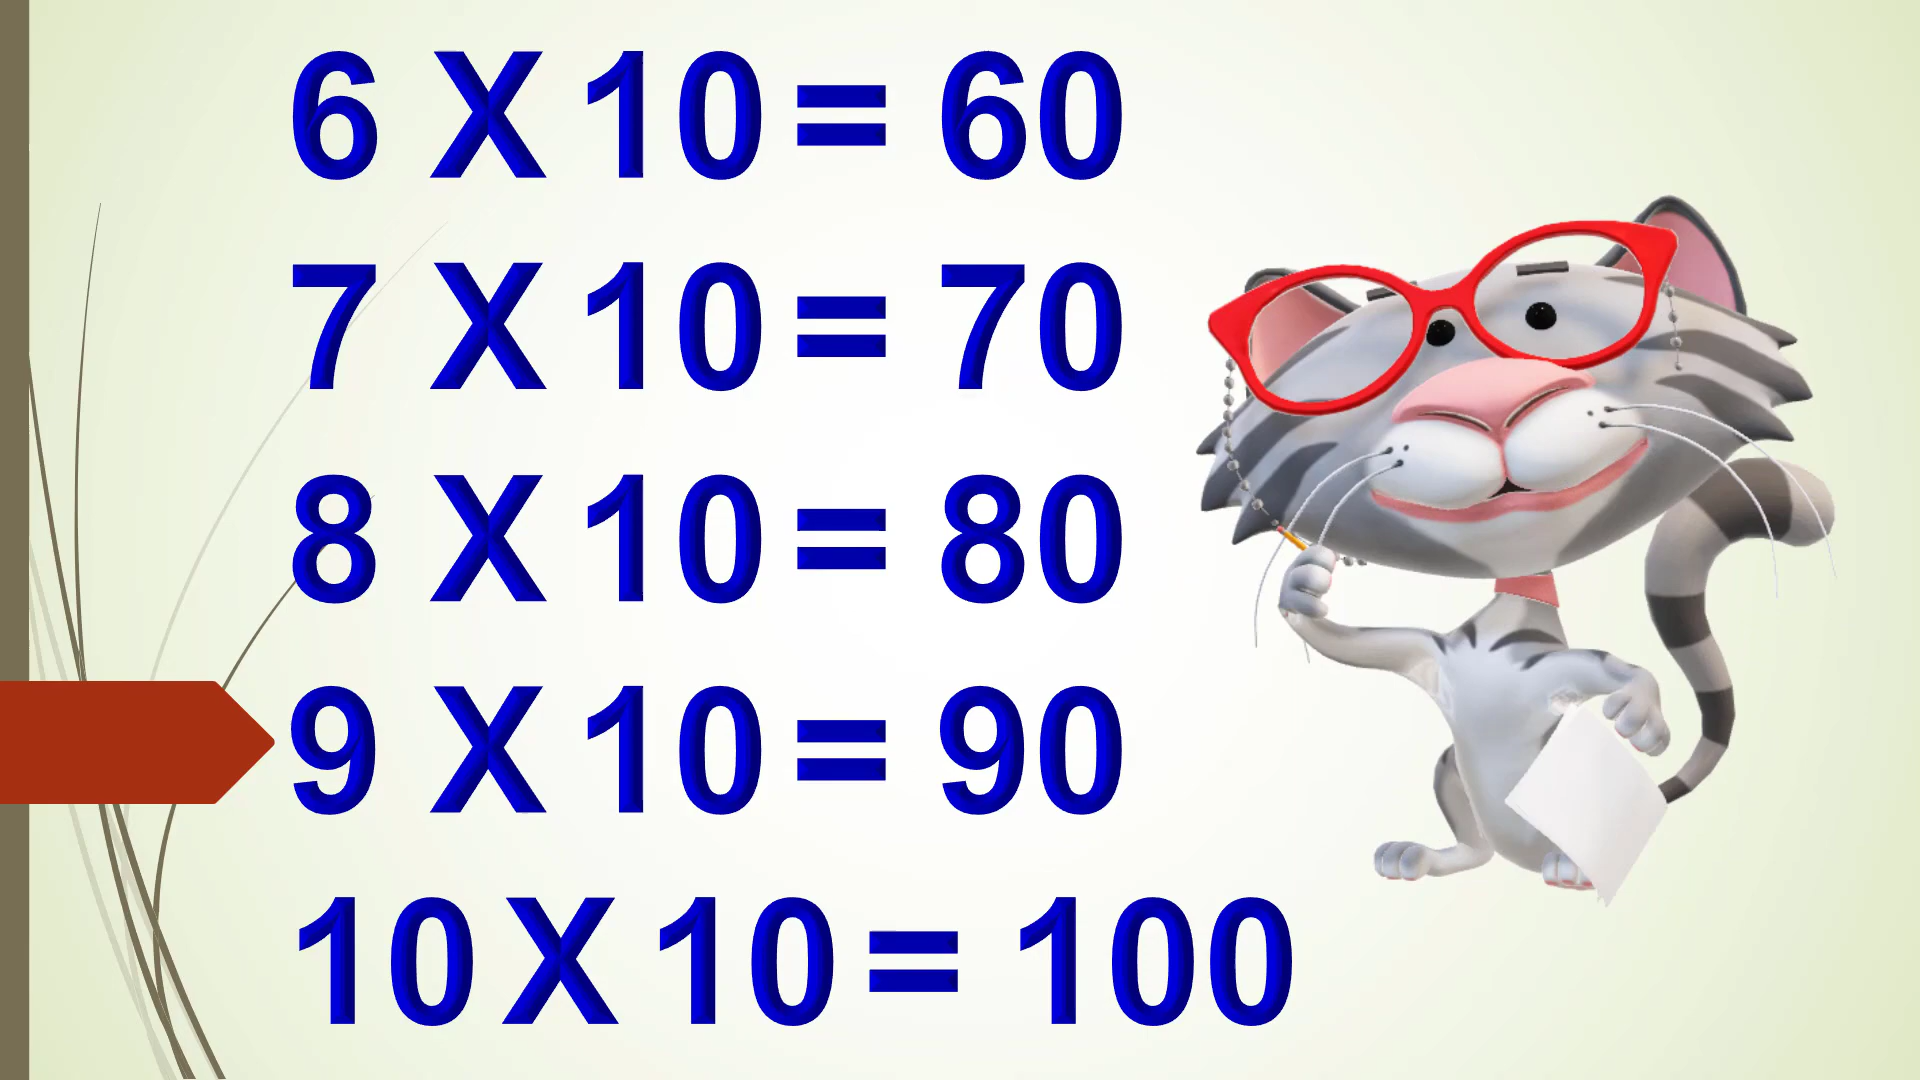 6 X 10 = 60
7 X 10 = 70
8 X 10 = 80
9 X 10 = 90
10 X 10 = 100